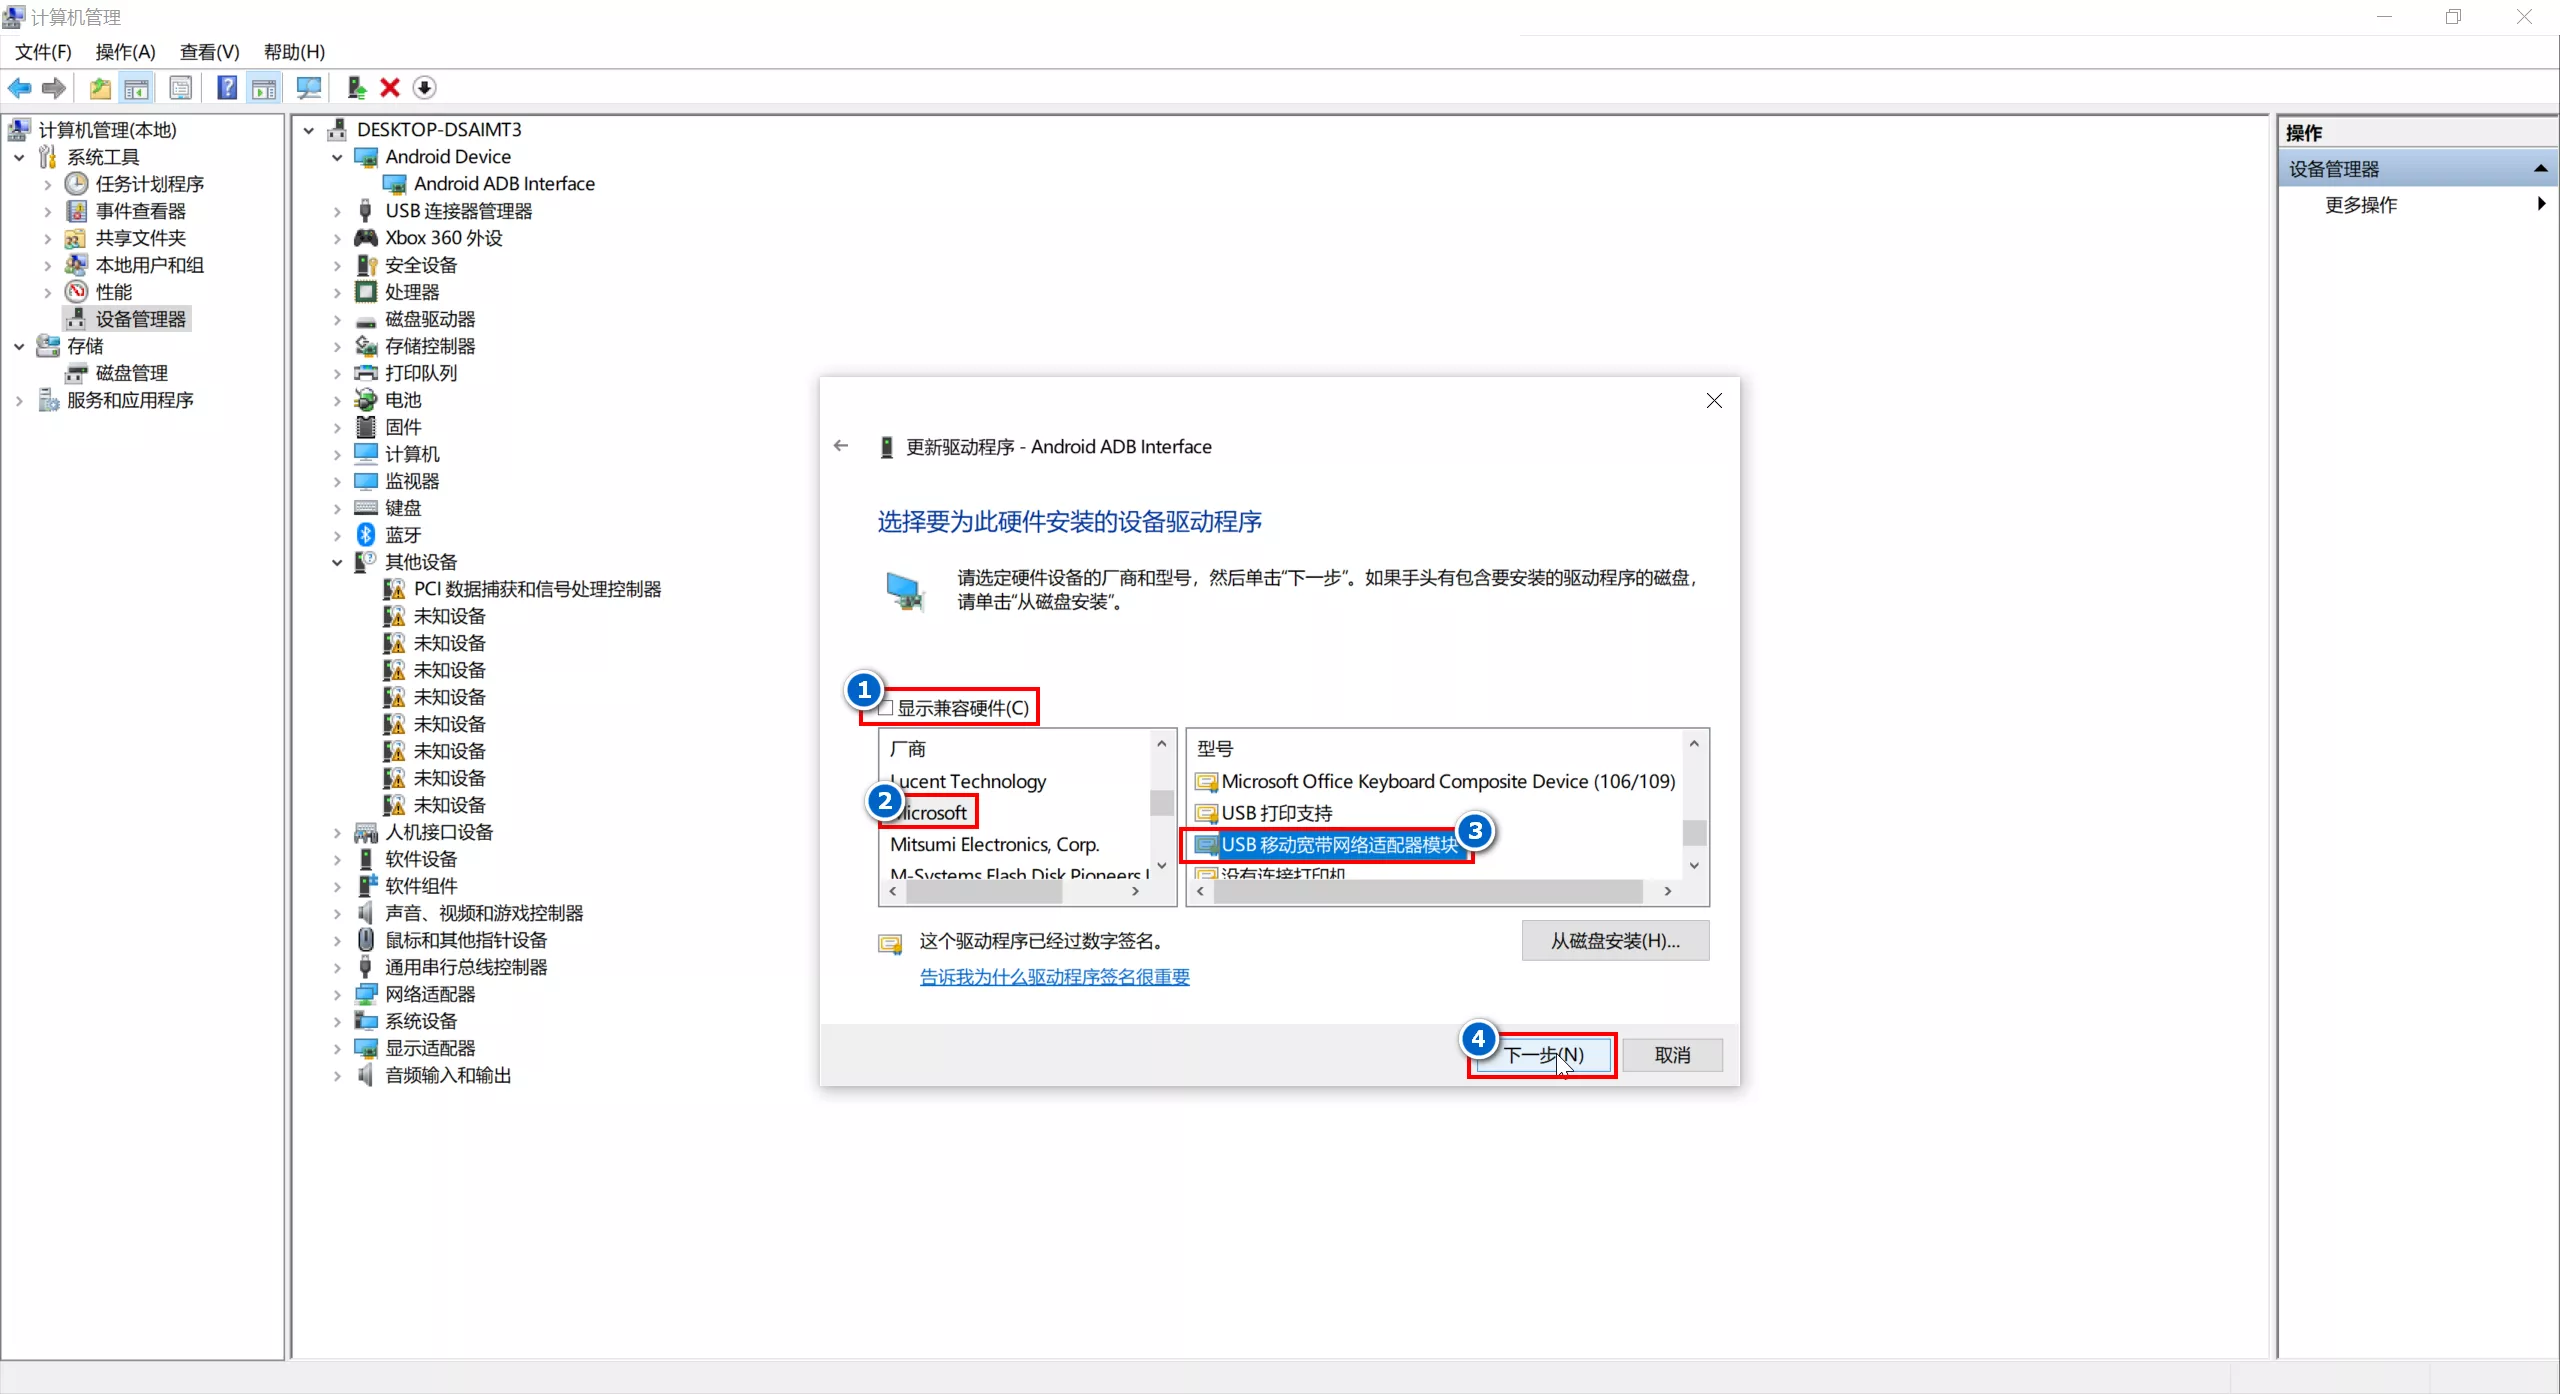 计算机管理
文件(F) 操作(A) 查看(V) 帮助(H)
计算机管理(本地)
系统工具
任务计划程序
事件查看器
共享文件夹
本地用户和组
性能
设备管理器
存储
磁盘管理
服务和应用程序
DESKTOP-DSAIMT3
Android Device
Android ADB Interface
USB 连接器管理器
Xbox 360 外设
安全设备
处理器
磁盘驱动器
存储控制器
打印队列
电池
固件
计算机
监视器
键盘
蓝牙
其他设备
PCI 数据捕获和信号处理控制器
未知设备
未知设备
未知设备
未知设备
未知设备
未知设备
未知设备
未知设备
人机接口设备
软件设备
软件组件
声音、视频和游戏控制器
鼠标和其他指针设备
通用串行总线控制器
网络适配器
系统设备
显示适配器
音频输入和输出
更新驱动程序 - Android ADB Interface
选择要为此硬件安装的设备驱动程序
请选定硬件设备的厂商和型号，然后单击“下一步”。如果手头有包含要安装的驱动程序的磁盘，
请单击“从磁盘安装”。
1
显示兼容硬件(C)
厂商
Lucent Technology
2
Microsoft
Mitsumi Electronics, Corp.
M-Systems Flash Disk Pioneers
型号
Microsoft Office Keyboard Composite Device (106/109)
USB 打印支持
USB 移动宽带网络适配器模块
3
没有连接打印机
这个驱动程序已经过数字签名。
告诉我为什么驱动程序签名很重要
从磁盘安装(H)...
4
下一步(N)
取消
操作
设备管理器
更多操作